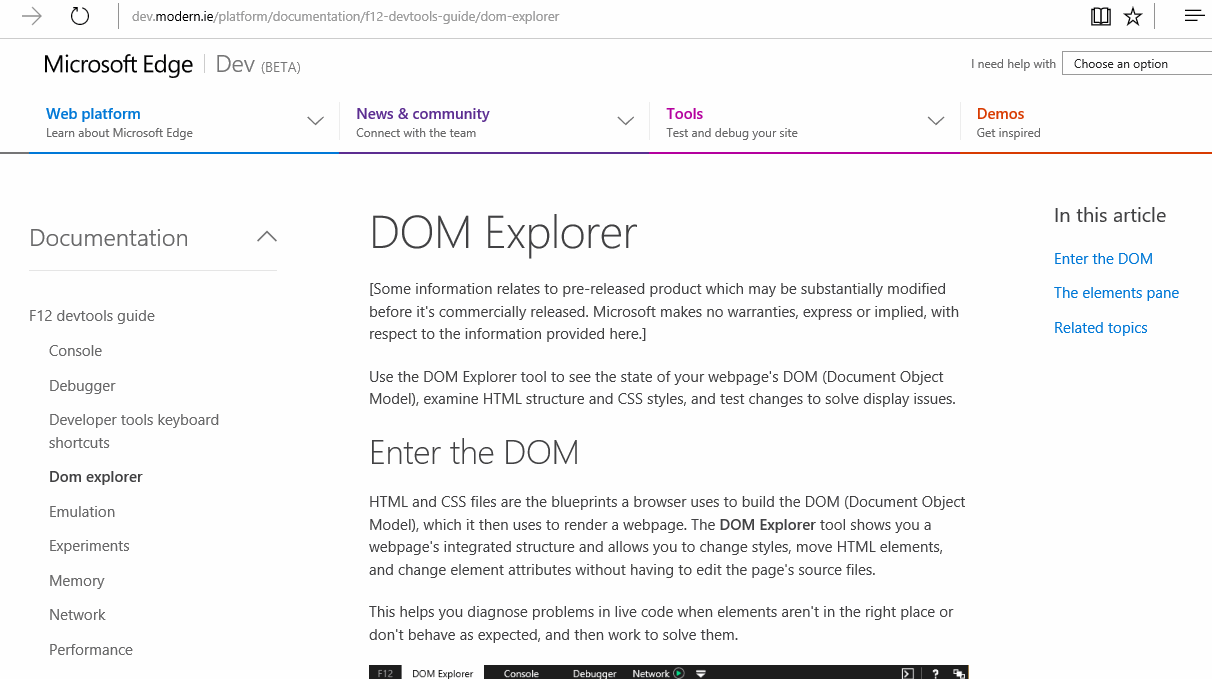 dev.modern.ie/platform/documentation/f12-devtools-guide/dom-explorer
Microsoft Edge Dev (BETA)
I need help with Choose an option
Web platform
Learn about Microsoft Edge
News & community
Connect with the team
Tools
Test and debug your site
Demos
Get inspired
Documentation
F12 devtools guide
Console
Debugger
Developer tools keyboard
shortcuts
Dom explorer
Emulation
Experiments
Memory
Network
Performance
DOM Explorer
[Some information relates to pre-released product which may be substantially modified
before it's commercially released. Microsoft makes no warranties, express or implied, with
respect to the information provided here.]
Use the DOM Explorer tool to see the state of your webpage's DOM (Document Object
Model), examine HTML structure and CSS styles, and test changes to solve display issues.
Enter the DOM
HTML and CSS files are the blueprints a browser uses to build the DOM (Document Object
Model), which it then uses to render a webpage. The DOM Explorer tool shows you a
webpage's integrated structure and allows you to change styles, move HTML elements,
and change element attributes without having to edit the page's source files.
This helps you diagnose problems in live code when elements aren't in the right place or
don't behave as expected, and then work to solve them.
F12 DOM Explorer Console Debugger Network ?
In this article
Enter the DOM
The elements pane
Related topics